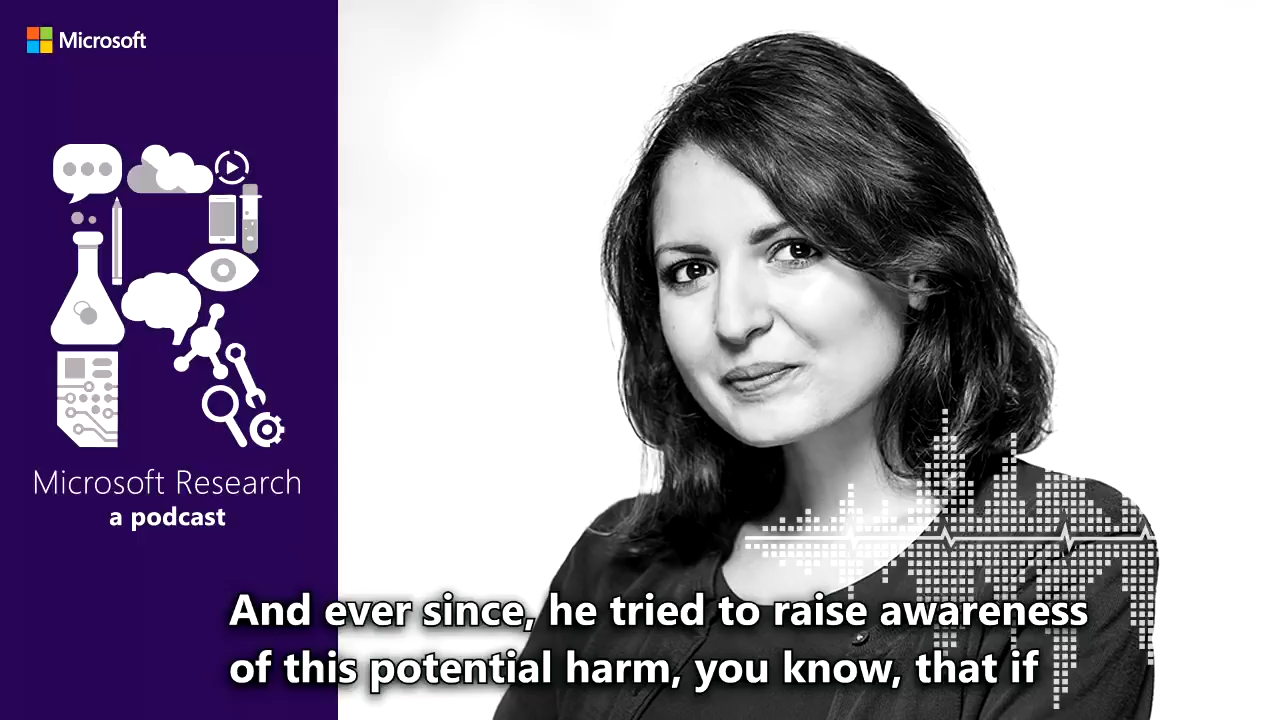 Microsoft
Microsoft Research
a podcast
And ever since, he tried to raise awareness
of this potential harm, you know, that if